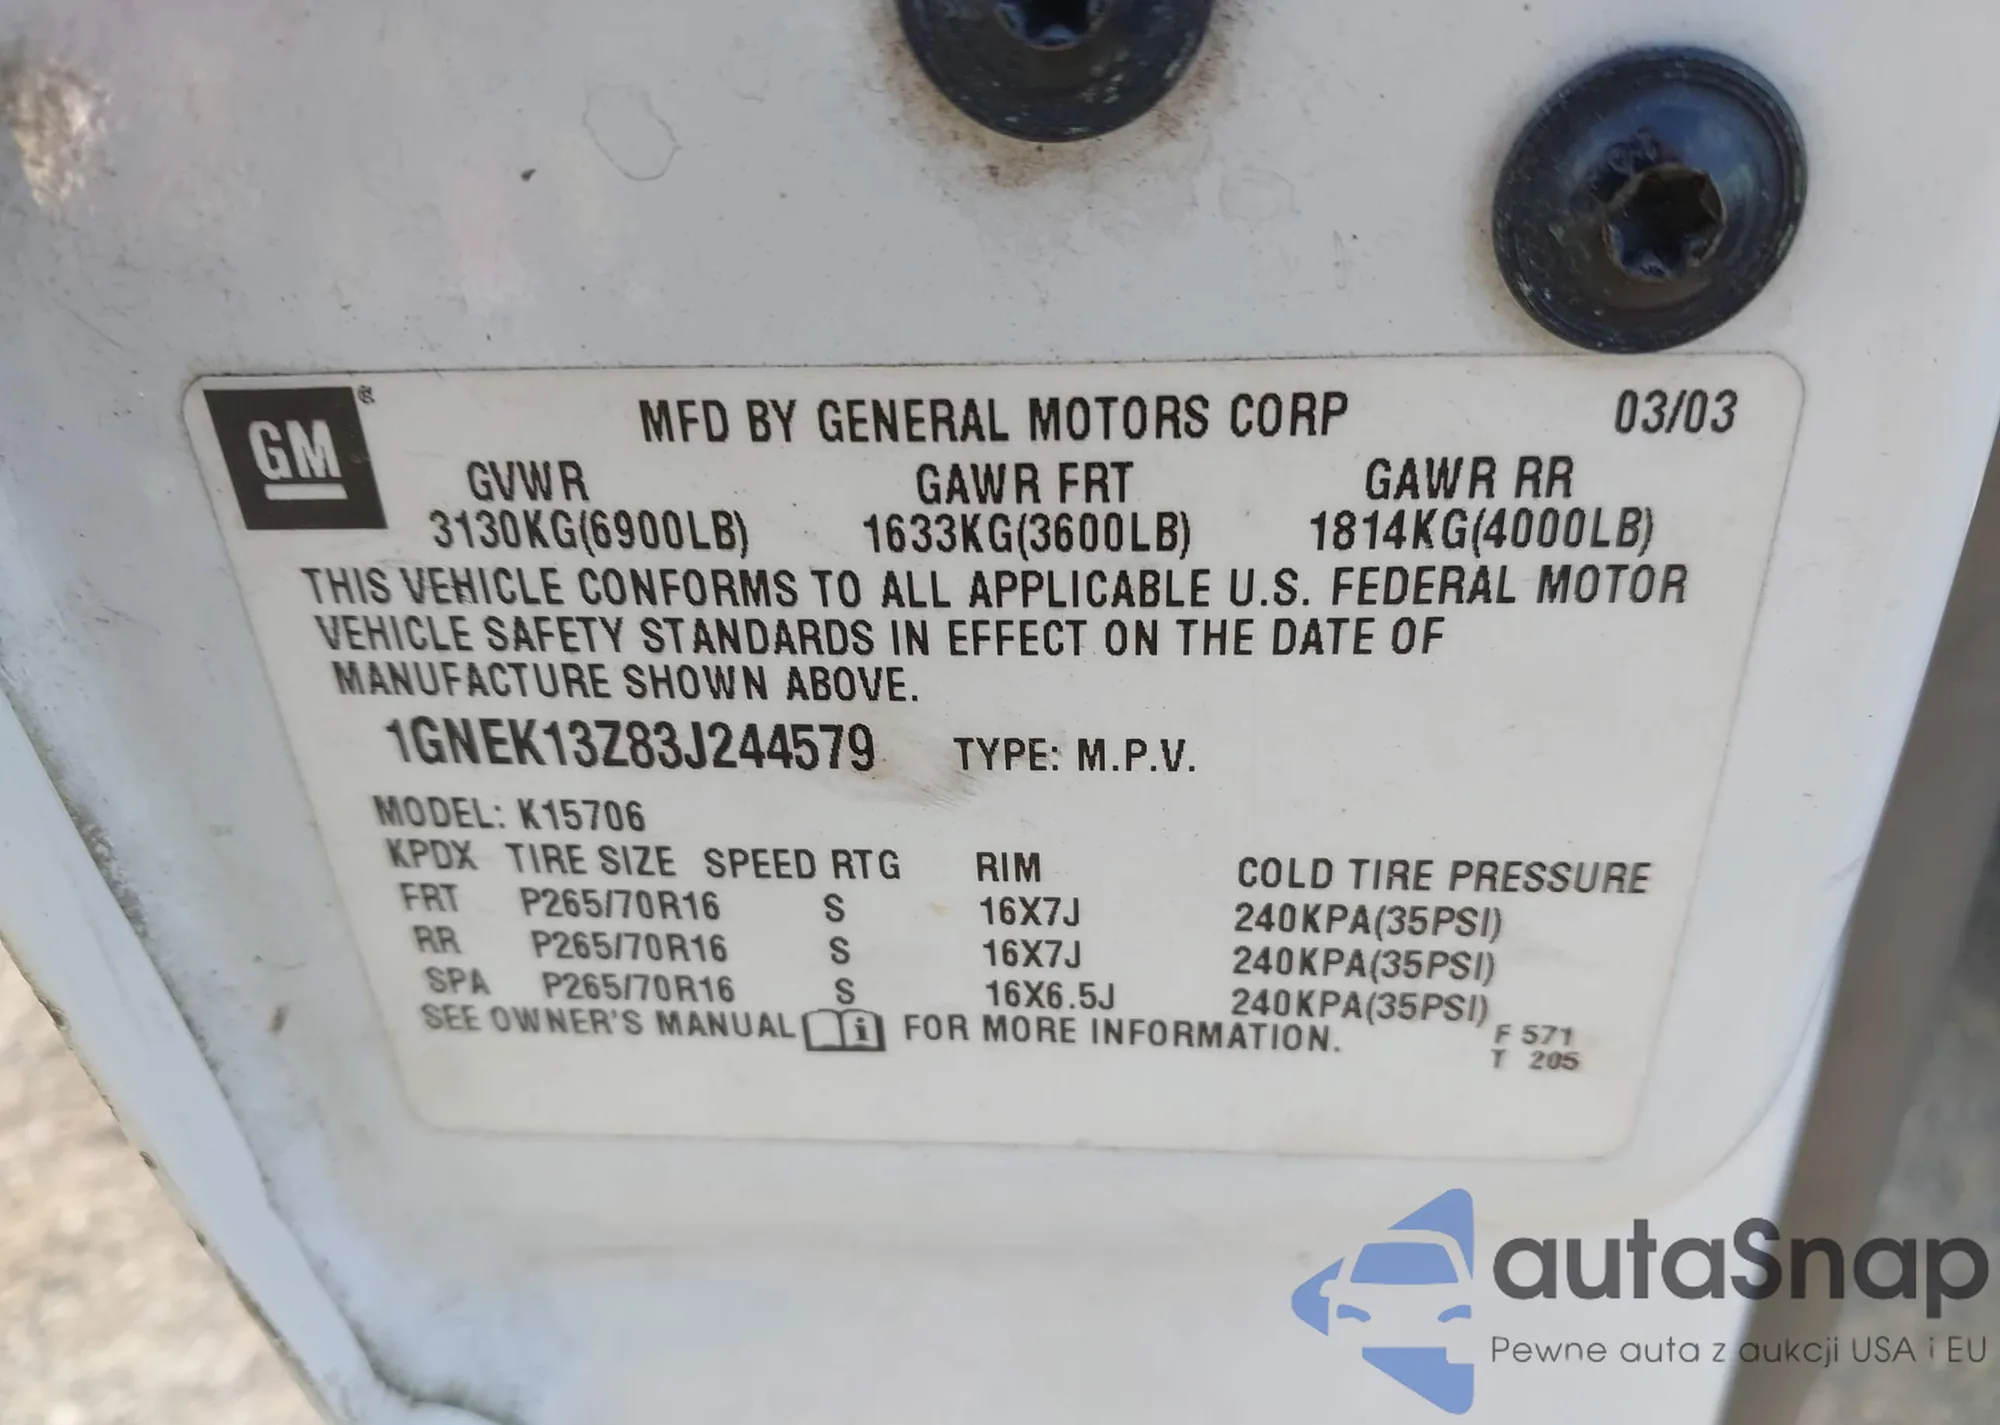 GM®
MFD BY GENERAL MOTORS CORP 03/03
GVWR GAWR FRT GAWR RR
3130KG(6900LB) 1633KG(3600LB) 1814KG(4000LB)
THIS VEHICLE CONFORMS TO ALL APPLICABLE U.S. FEDERAL MOTOR
VEHICLE SAFETY STANDARDS IN EFFECT ON THE DATE OF
MANUFACTURE SHOWN ABOVE.
1GNEK13Z83J244579 TYPE: M.P.V.
MODEL: K15706
KPDX TIRE SIZE SPEED RTG RIM COLD TIRE PRESSURE
FRT P265/70R16 S 16X7J 240KPA(35PSI)
RR P265/70R16 S 16X7J 240KPA(35PSI)
SPA P265/70R16 S 16X6.5J 240KPA(35PSI)
SEE OWNER'S MANUAL i FOR MORE INFORMATION.
F 571
T 205
autaSnap
Pewne auta z aukcji USA i EU